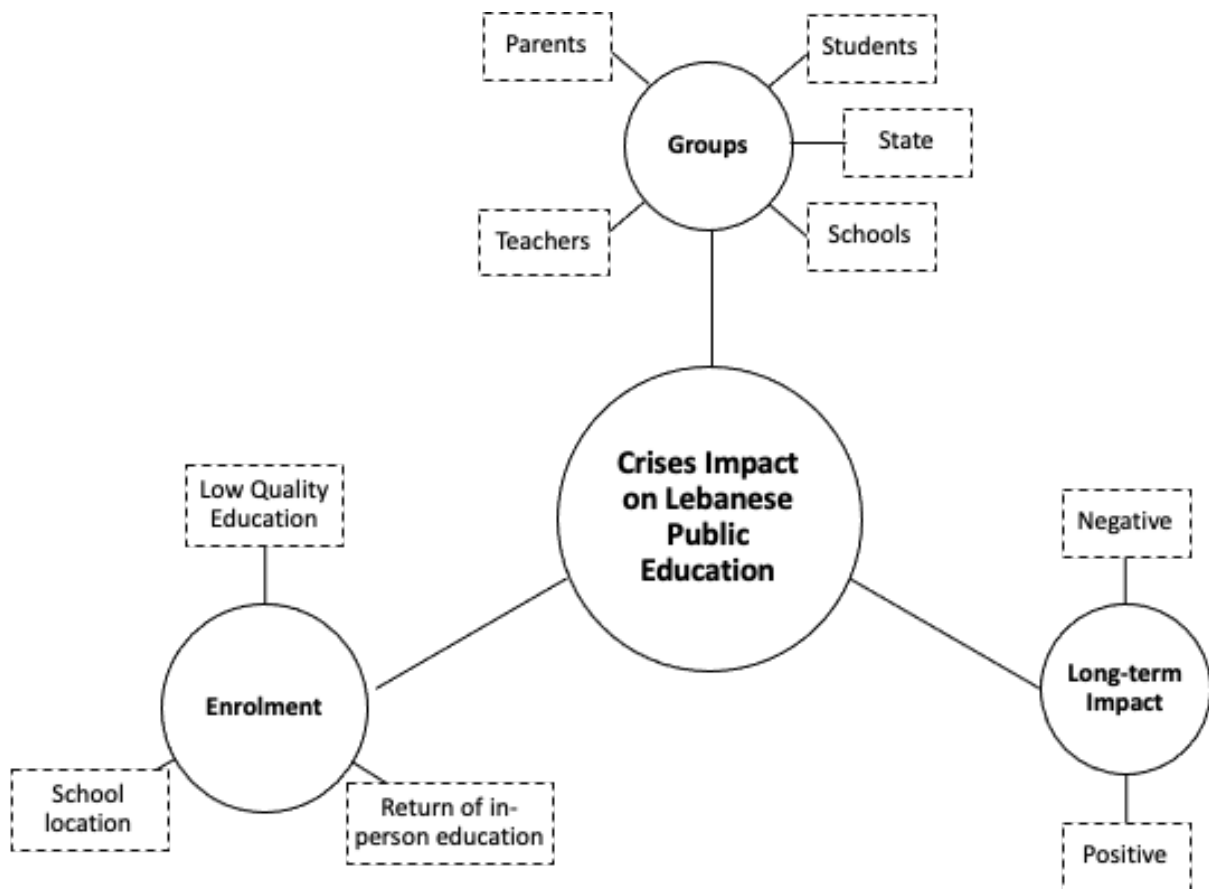 Parents
Students
Groups
State
Teachers
Schools
Crises Impact
on Lebanese
Public
Education
Low Quality
Education
Negative
Enrolment
Long-term
Impact
School
location
Return of in-
person education
Positive